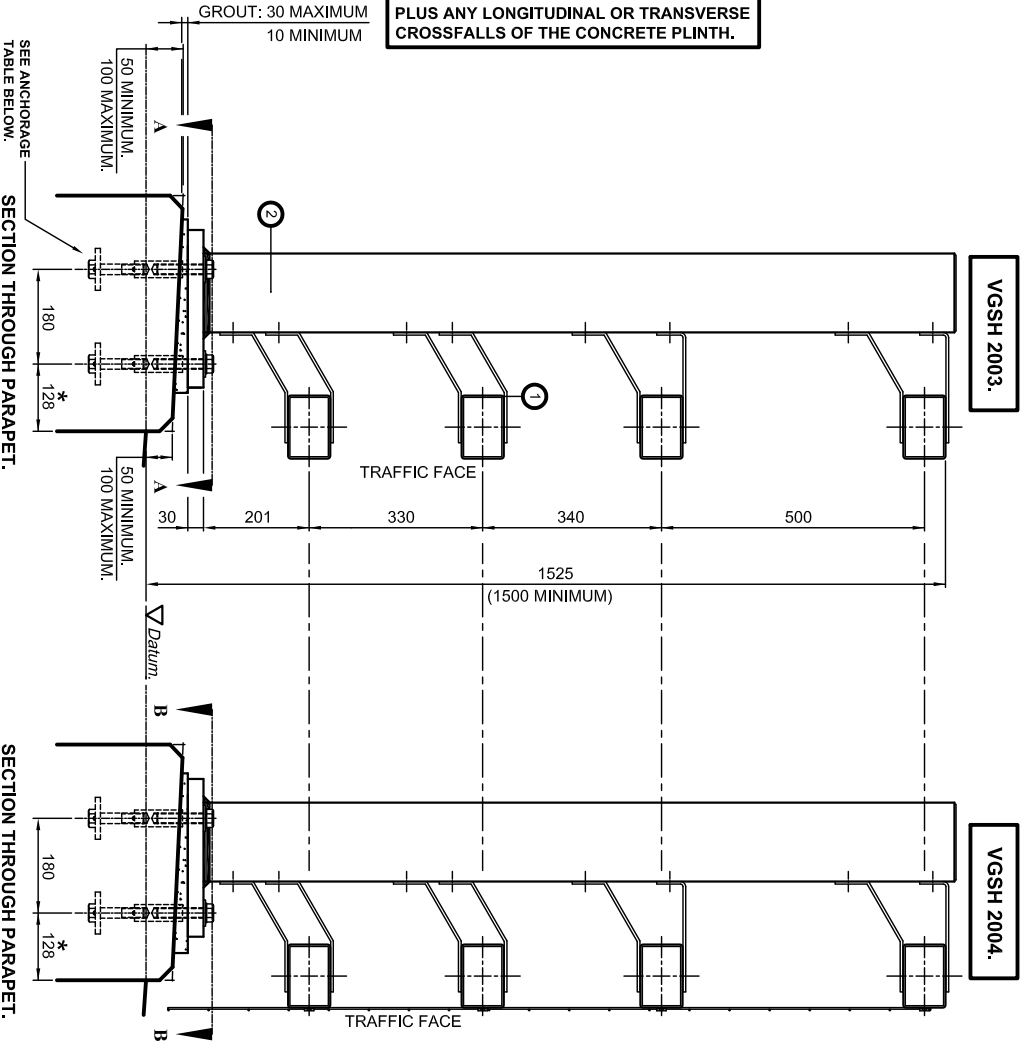 GROUT: 30 MAXIMUM
10 MINIMUM
PLUS ANY LONGITUDINAL OR TRANSVERSE
CROSSFALLS OF THE CONCRETE PLINTH.
SEE ANCHORAGE
TABLE BELOW.
50 MINIMUM.
100 MAXIMUM.
A
2
VGSH 2003.
1
180
128
*
SECTION THROUGH PARAPET.
TRAFFIC FACE
50 MINIMUM.
100 MAXIMUM.
A
30
201
330
340
500
1525
(1500 MINIMUM)
Datum.
B
VGSH 2004.
180
128
*
SECTION THROUGH PARAPET.
TRAFFIC FACE
B